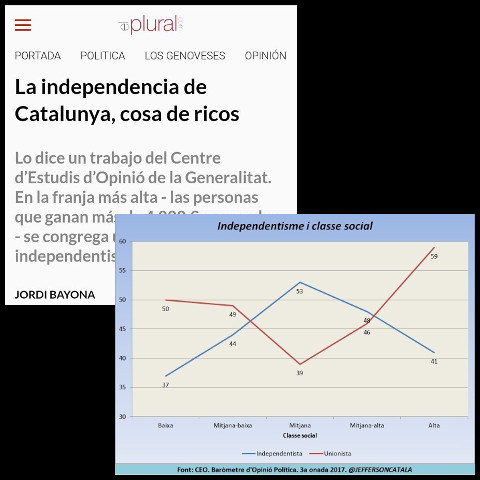 el plural
PORTADA POLITICA LOS GENOVESES OPINIÓN
La independencia de
Catalunya, cosa de ricos
Lo dice un trabajo del Centre
d'Estudis d'Opinió de la Generalitat.
En la franja más alta - las personas
que ganan más
- se congrega
independentis
JORDI BAYONA
Independentisme i classe social
60
55
50
45
40
35
30
50
37
49
44
53
39
48
46
59
41
Baixa Mitjana-baixa Mitjana Mitjana-alta Alta
Classe social
Independentista Unionista
Font: CEO. Baròmetre d'Opinió Política. 3a onada 2017. @JEFFERSONCATALA